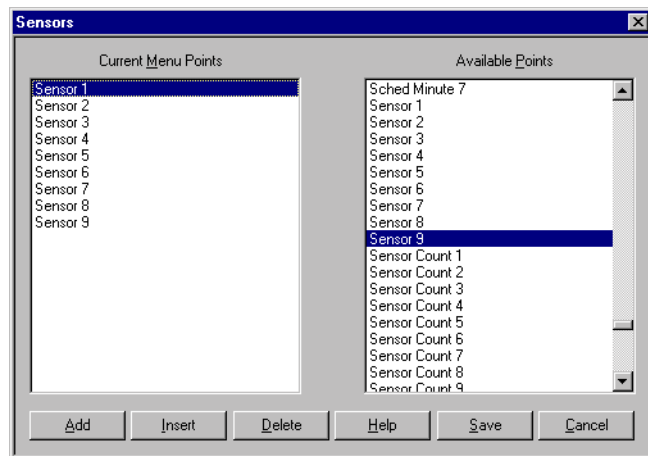 Sensors
Current Menu Points
Available Points
Sensor 1
Sensor 2
Sensor 3
Sensor 4
Sensor 5
Sensor 6
Sensor 7
Sensor 8
Sensor 9
Sched Minute 7
Sensor 1
Sensor 2
Sensor 3
Sensor 4
Sensor 5
Sensor 6
Sensor 7
Sensor 8
Sensor 9
Sensor Count 1
Sensor Count 2
Sensor Count 3
Sensor Count 4
Sensor Count 5
Sensor Count 6
Sensor Count 7
Sensor Count 8
Sensor Count 9
Add Insert Delete Help Save Cancel